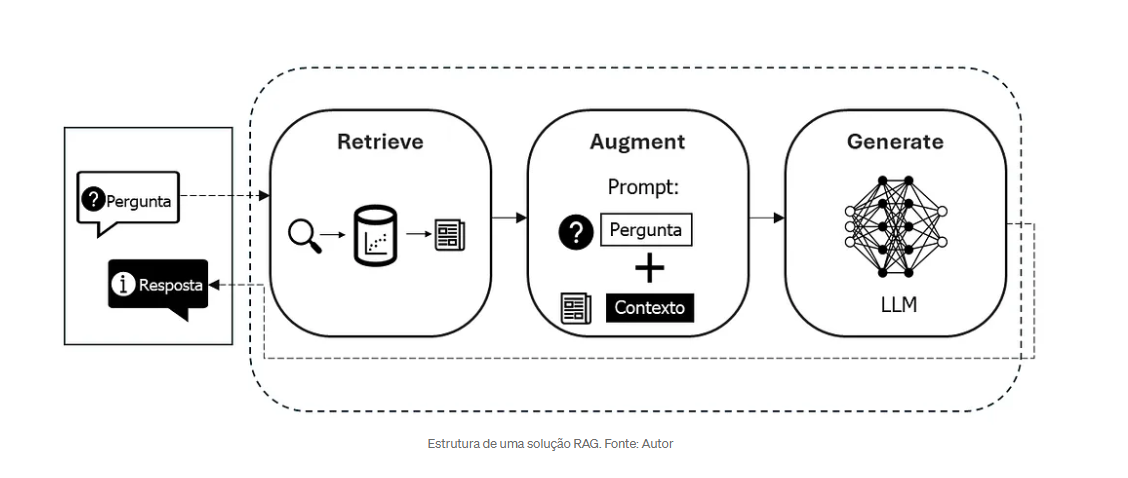 Retrieve
Augment
Generate
Prompt:
? Pergunta
? Pergunta
+
i Resposta
Contexto
LLM
Estrutura de uma solução RAG. Fonte: Autor